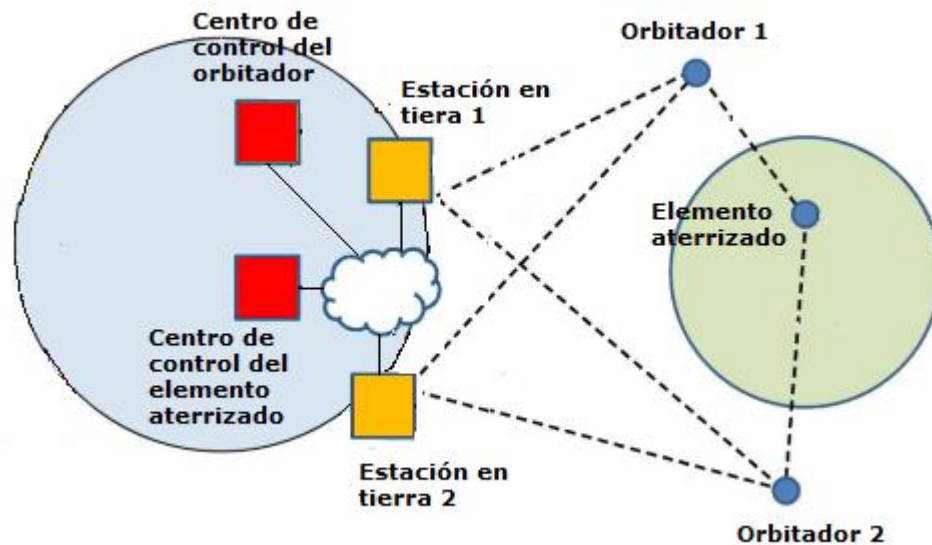 Centro de
control del
orbitador
Estación en
tiera 1
Orbitador 1
Elemento
aterrizado
Centro de
control del
elemento
aterrizado
Estación en
tierra 2
Orbitador 2